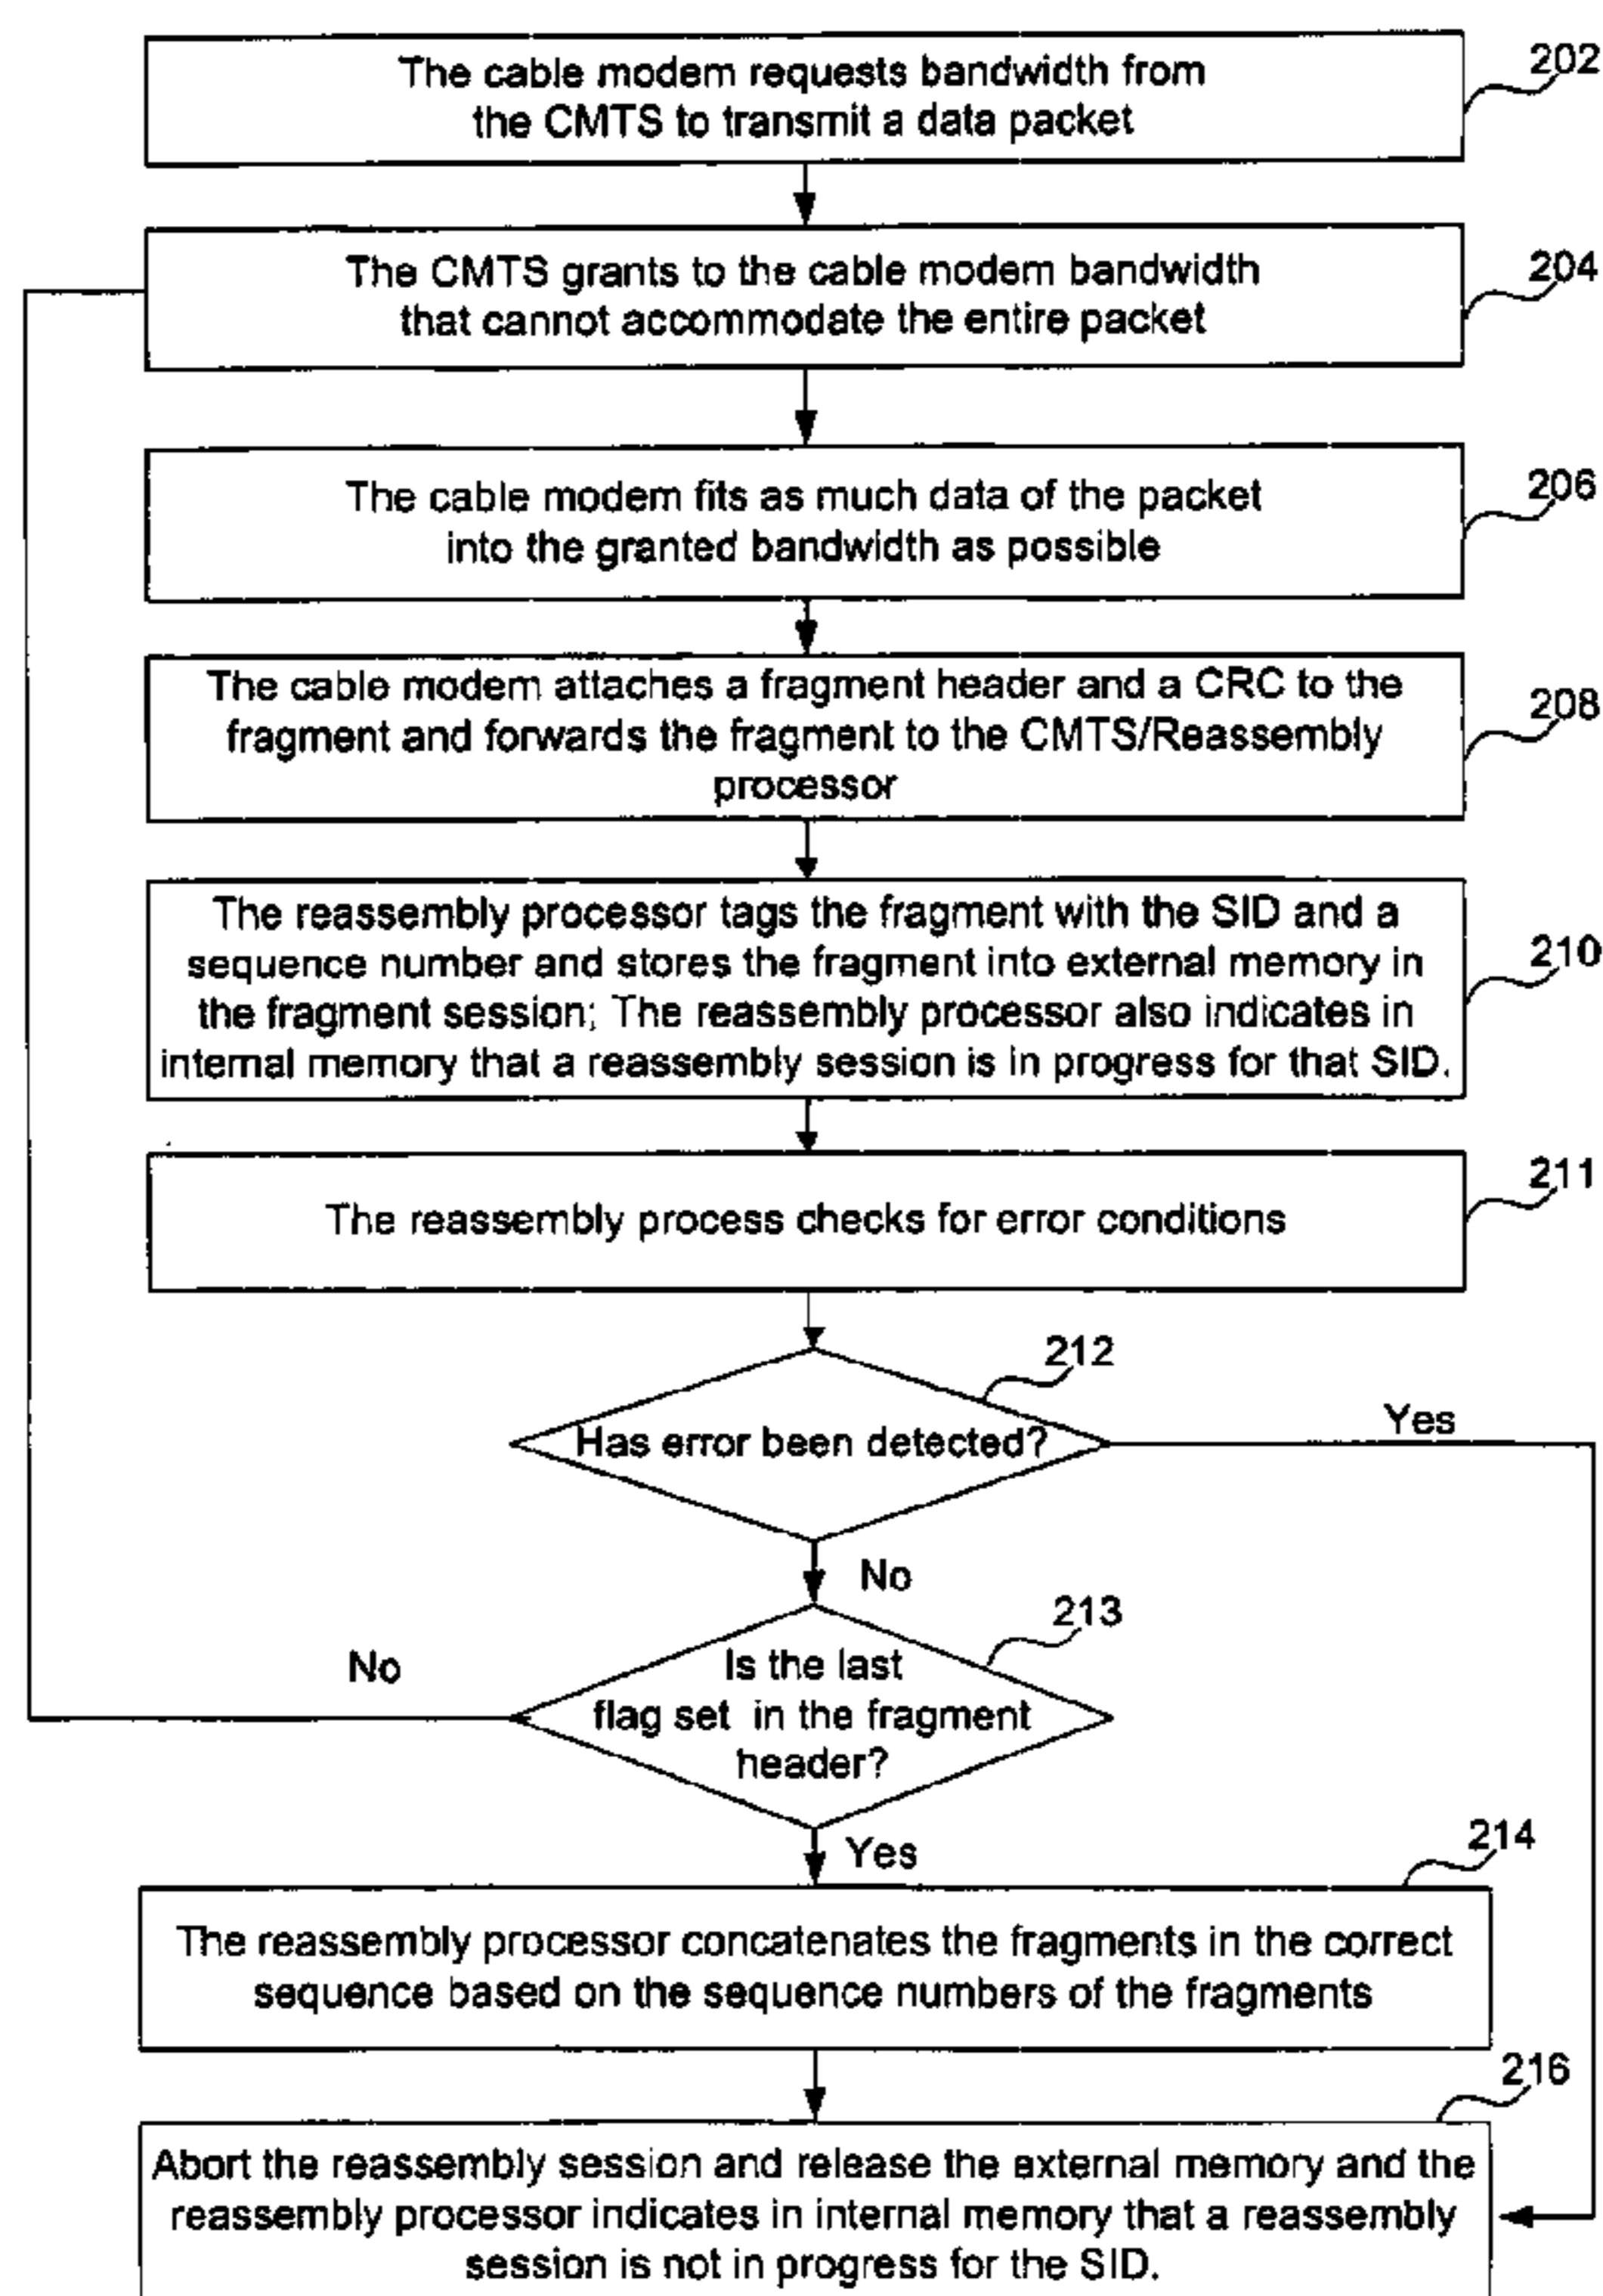 The cable modem requests bandwidth from
the CMTS to transmit a data packet
202
The CMTS grants to the cable modem bandwidth
that cannot accommodate the entire packet
204
The cable modem fits as much data of the packet
into the granted bandwidth as possible
206
The cable modem attaches a fragment header and a CRC to the
fragment and forwards the fragment to the CMTS/Reassembly
processor
208
The reassembly processor tags the fragment with the SID and a
sequence number and stores the fragment into external memory in
the fragment session; The reassembly processor also indicates in
internal memory that a reassembly session is in progress for that SID.
210
The reassembly process checks for error conditions
211
212
Has error been detected?
Yes
No
213
Is the last
flag set in the fragment
header?
No
Yes
214
The reassembly processor concatenates the fragments in the correct
sequence based on the sequence numbers of the fragments
216
Abort the reassembly session and release the external memory and the
reassembly processor indicates in internal memory that a reassembly
session is not in progress for the SID.